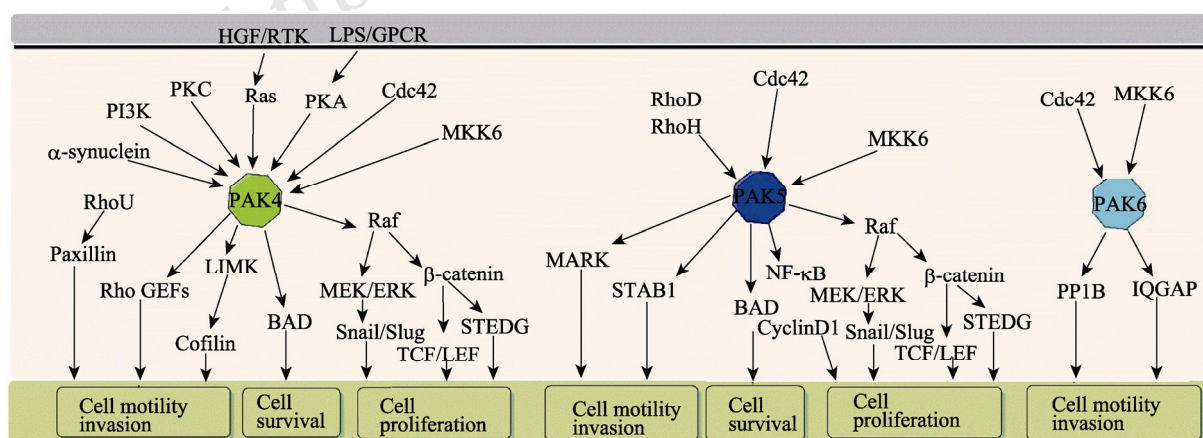 HGF/RTK
LPS/GPCR
PI3K
PKC
Ras
PKA
Cdc42
MKK6
α-synuclein
PAK4
RhoU
Paxillin
Rho GEFs
LIMK
Cofilin
BAD
Raf
MEK/ERK
β-catenin
Snail/Slug
TCF/LEF
STEDG
Cell motility
invasion
Cell
survival
Cell
proliferation
RhoD
RhoH
Cdc42
MKK6
PAK5
MARK
STAB1
BAD
NF-κB
CyclinD1
Raf
MEK/ERK
β-catenin
Snail/Slug
TCF/LEF
STEDG
Cell motility
invasion
Cell
survival
Cell
proliferation
Cdc42
MKK6
PAK6
PP1B
IQGAP
Cell motility
invasion